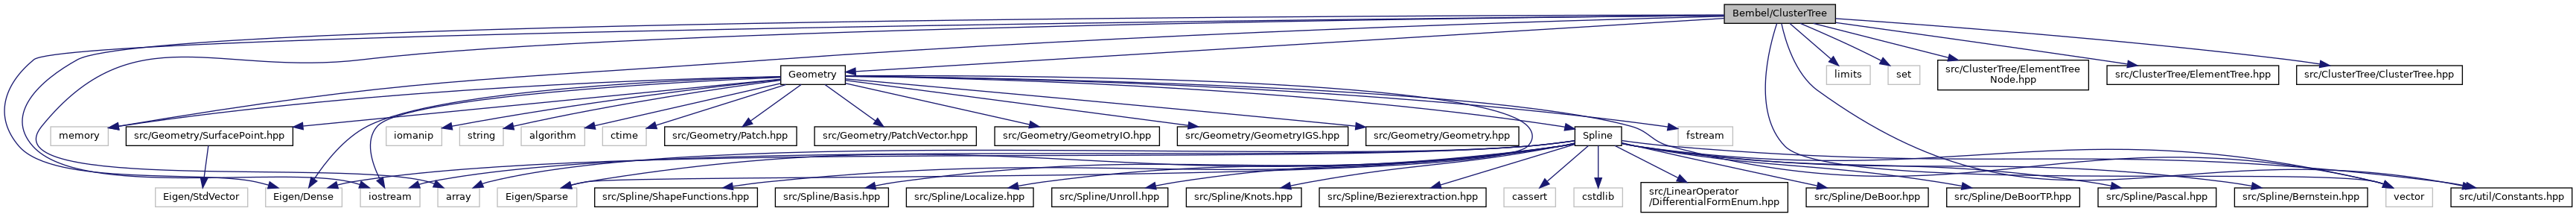 Bembel/ClusterTree
Geometry
limits
set
src/ClusterTree/ElementTree
Node.hpp
src/ClusterTree/ElementTree.hpp
src/ClusterTree/ClusterTree.hpp
memory
src/Geometry/SurfacePoint.hpp
iomanip
string
algorithm
ctime
src/Geometry/Patch.hpp
src/Geometry/PatchVector.hpp
src/Geometry/GeometryIO.hpp
src/Geometry/GeometryIGS.hpp
src/Geometry/Geometry.hpp
Spline
fstream
Eigen/StdVector
Eigen/Dense
iostream
array
Eigen/Sparse
src/Spline/ShapeFunctions.hpp
src/Spline/Basis.hpp
src/Spline/Localize.hpp
src/Spline/Unroll.hpp
src/Spline/Knots.hpp
src/Spline/Bezierextraction.hpp
cassert
cstdlib
src/LinearOperator
/DifferentialFormEnum.hpp
src/Spline/DeBoor.hpp
src/Spline/DeBoorTP.hpp
src/Spline/Pascal.hpp
src/Spline/Bernstein.hpp
vector
src/util/Constants.hpp